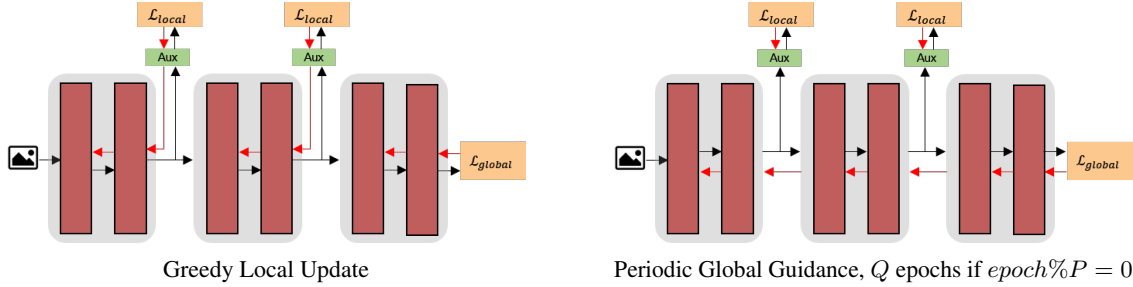 ℒ_local
ℒ_local
Aux
Aux
ℒ_global
Greedy Local Update
ℒ_local
ℒ_local
Aux
Aux
ℒ_global
Periodic Global Guidance, Q epochs if epoch%P = 0